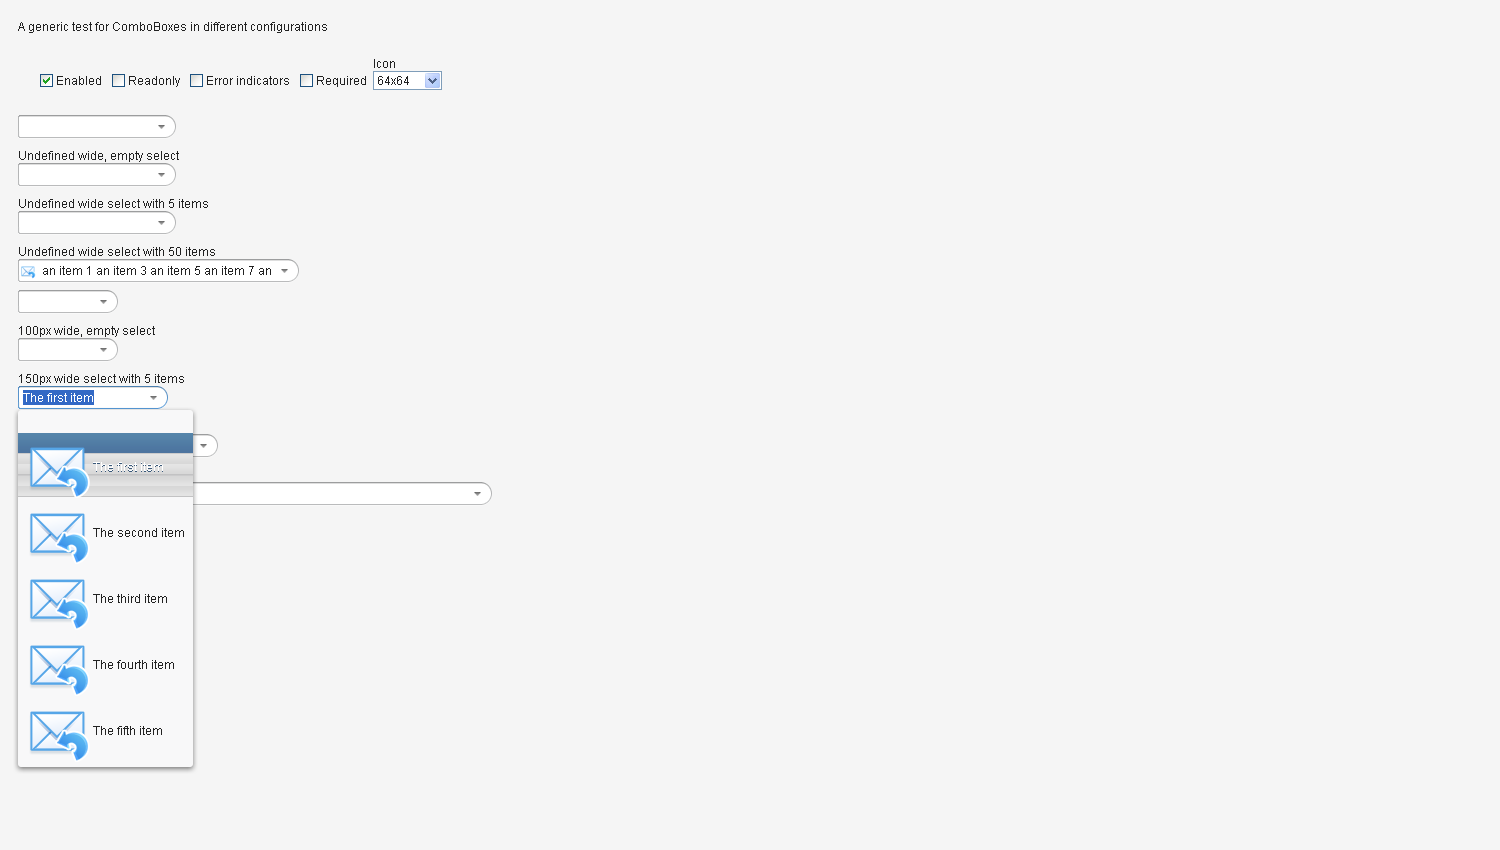 A generic test for ComboBoxes in different configurations
Icon
Enabled Readonly Error indicators Required 64x64
Undefined wide, empty select
Undefined wide select with 5 items
Undefined wide select with 50 items
an item 1 an item 3 an item 5 an item 7 an
100px wide, empty select
150px wide select with 5 items
The first item
The first item
The second item
The third item
The fourth item
The fifth item